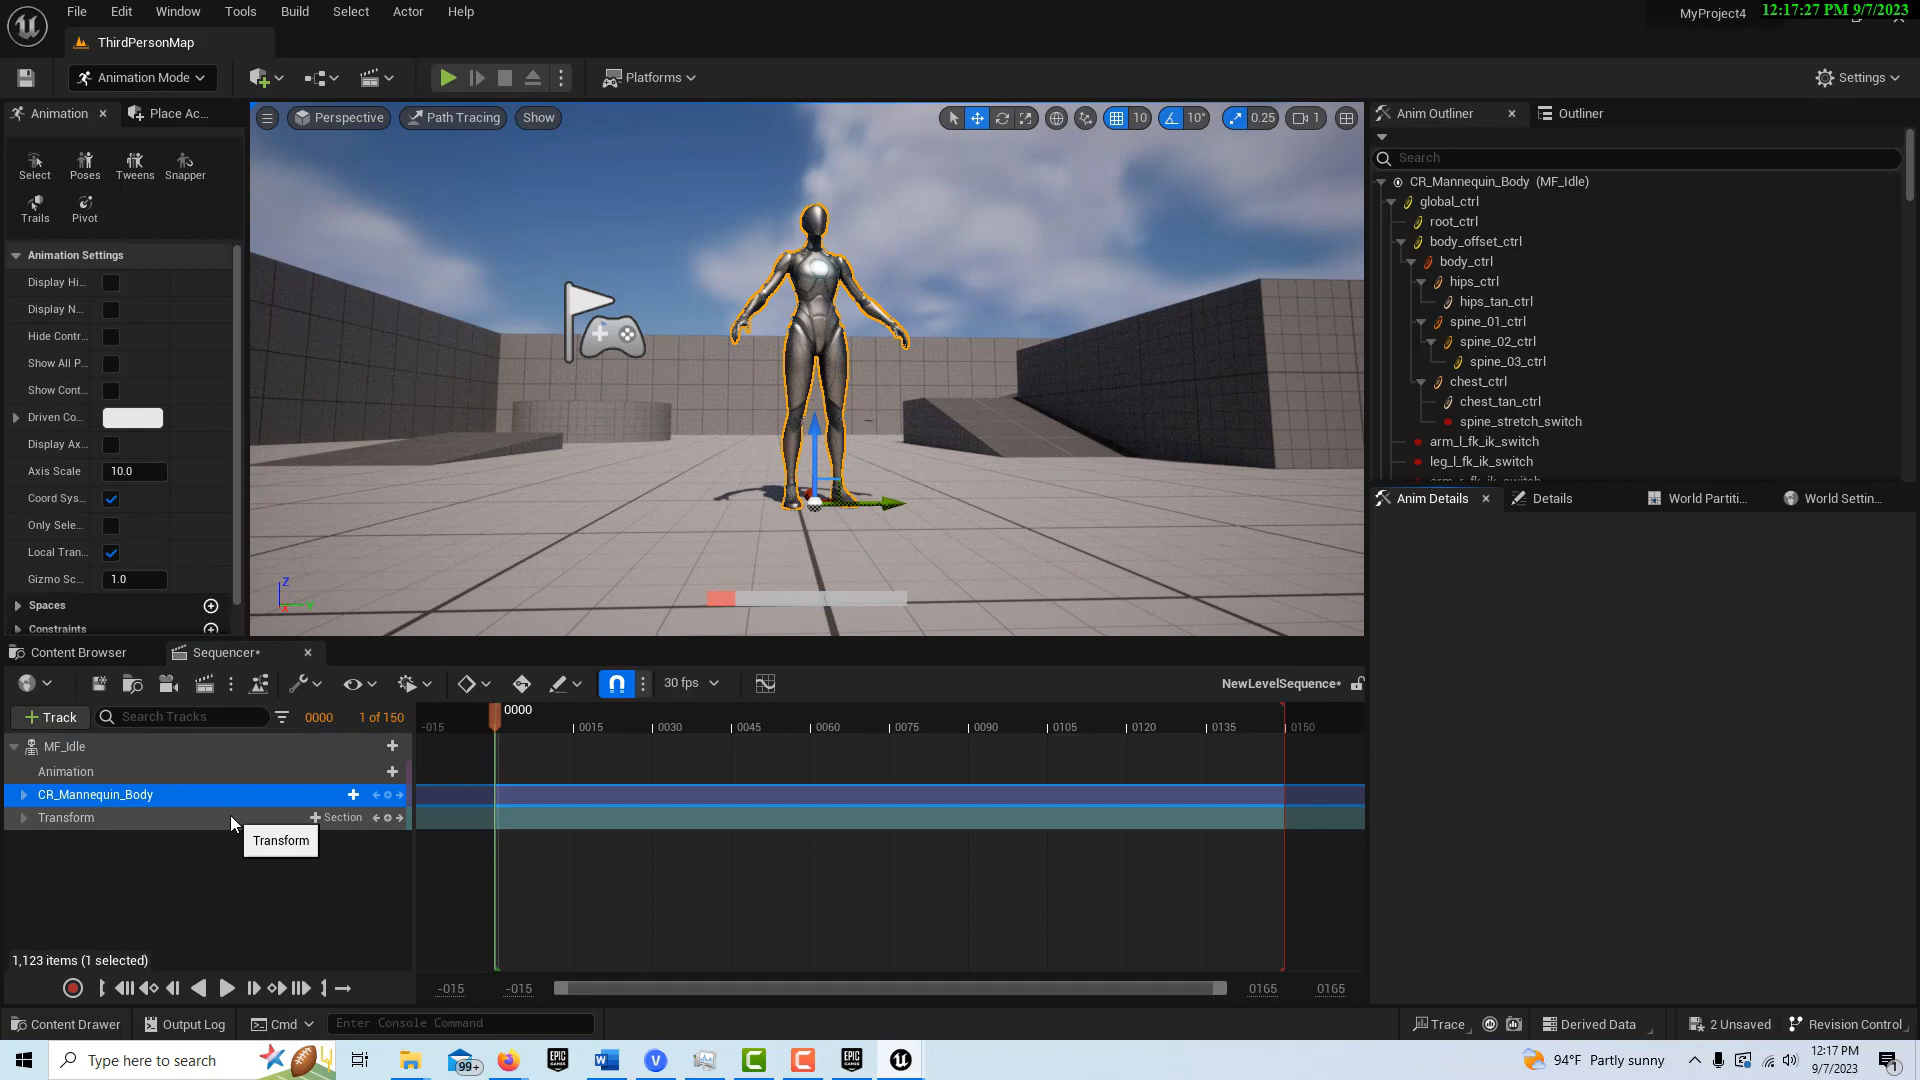 File Edit Window Tools Build Select Actor Help
MyProject4
12:17:27 PM 9/7/2023
ThirdPersonMap
Animation Mode
Platforms
Settings
Animation
Place Ac...
Perspective
Path Tracing
Show
10
10°
0.25
1
Anim Outliner
Outliner
Select
Poses
Tweens
Snapper
Trails
Pivot
Animation Settings
Display Hi...
Display N...
Hide Contr...
Show All P...
Show Cont...
Driven Co...
Display Ax...
Axis Scale
10.0
Coord Sys...
Only Sele...
Local Tran...
Gizmo Sc...
1.0
Spaces
Constraints
Z
Search
CR_Mannequin_Body (MF_Idle)
global_ctrl
root_ctrl
body_offset_ctrl
body_ctrl
hips_ctrl
hips_tan_ctrl
spine_01_ctrl
spine_02_ctrl
spine_03_ctrl
chest_ctrl
chest_tan_ctrl
spine_stretch_switch
arm_l_fk_ik_switch
leg_l_fk_ik_switch
Anim Details
Details
World Partiti...
World Settin...
Content Browser
Sequencer*
30 fps
NewLevelSequence*
Track
Search Tracks
0000
1 of 150
-015
0000
0015
0030
0045
0060
0075
0090
0105
0120
0135
0150
MF_Idle
Animation
CR_Mannequin_Body
Transform
Section
Transform
1,123 items (1 selected)
-015
-015
0165
0165
Content Drawer
Output Log
Cmd
Enter Console Command
Trace
Derived Data
2 Unsaved
Revision Control
Type here to search
99+
EPIC GAMES
EPIC GAMES
94°F Partly sunny
12:17 PM
9/7/2023
1